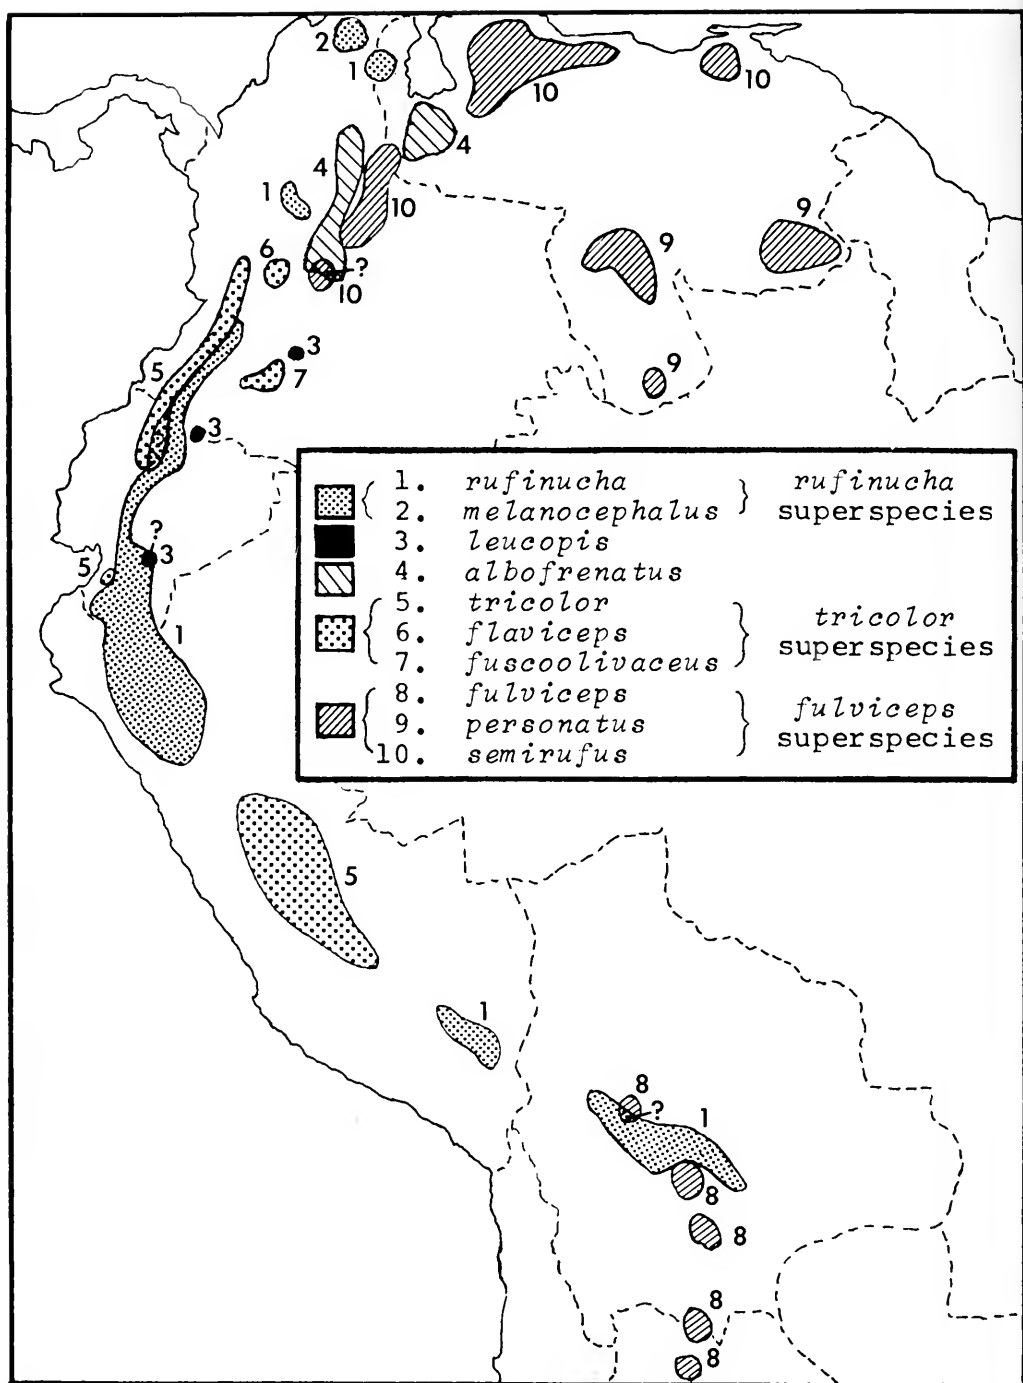 2
1
10
10
4
4
1
10
9
9
6
?
10
3
5
7
9
3
?
3
5
1
1. rufinucha
2. melanocephalus
rufinucha
superspecies
3. leucopis
4. albofrenatus
5. tricolor
6. flaviceps
7. fuscoolivaceus
tricolor
superspecies
8. fulviceps
9. personatus
10. semirufus
fulviceps
superspecies
5
1
8
?
1
8
8
8
8